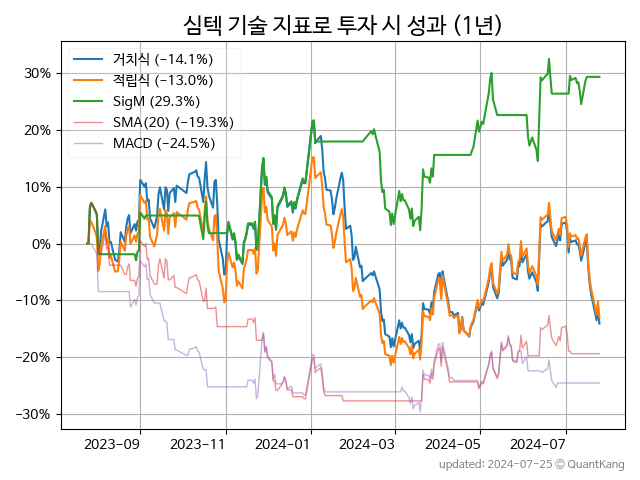 심텍 기술 지표로 투자 시 성과 (1년)
거치식 (−14.1%)
적립식 (−13.0%)
SigM (29.3%)
SMA(20) (−19.3%)
MACD (−24.5%)
30%
20%
10%
0%
−10%
−20%
−30%
2023-09 2023-11 2024-01 2024-03 2024-05 2024-07
updated: 2024-07-25 © QuantKang